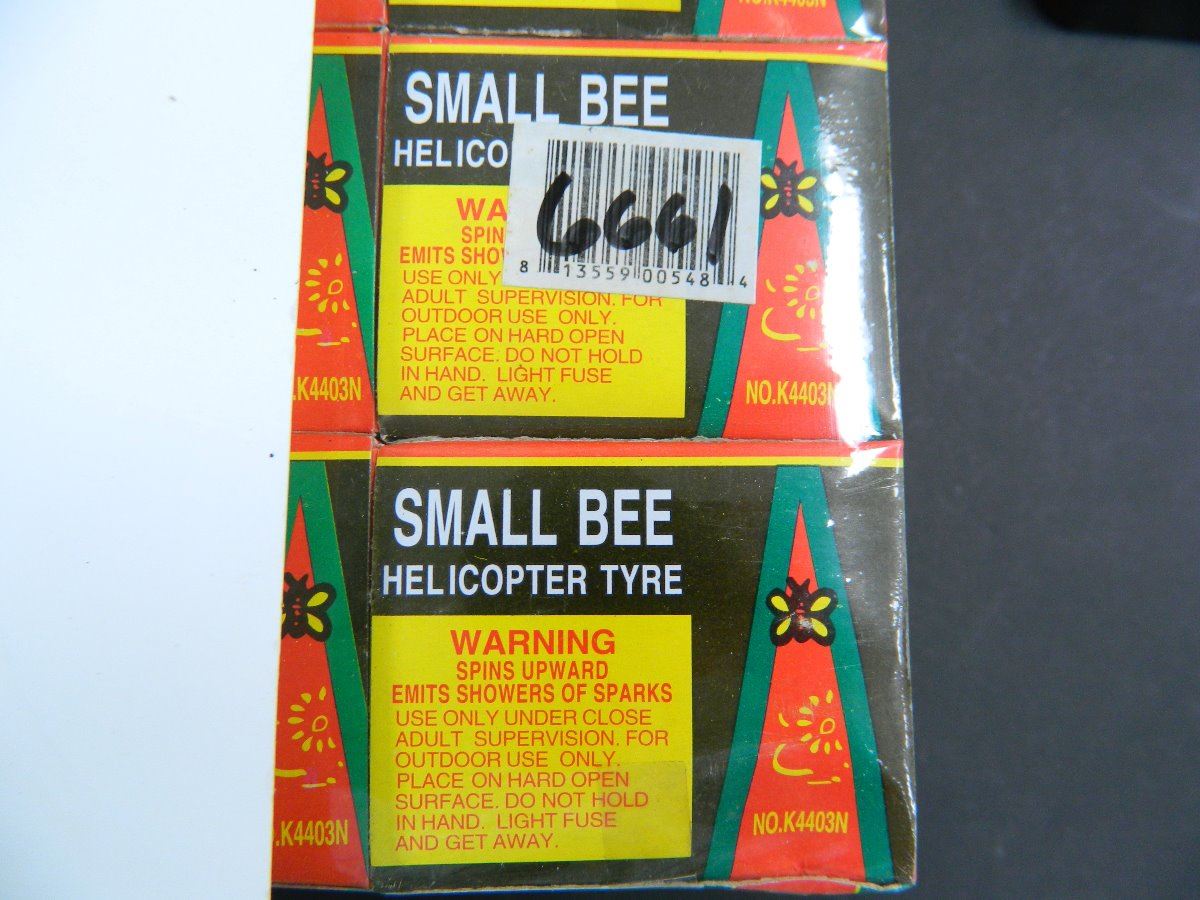 NO.K4403N
SMALL BEE
HELICO
WA
SPIN
EMITS SHOW
USE ONLY
ADULT SUPERVISION. FOR
OUTDOOR USE ONLY.
PLACE ON HARD OPEN
SURFACE. DO NOT HOLD
IN HAND. LIGHT FUSE
AND GET AWAY.
6661
8 13559 00548 4
.K4403N
NO.K4403N
SMALL BEE
HELICOPTER TYRE
WARNING
SPINS UPWARD
EMITS SHOWERS OF SPARKS
USE ONLY UNDER CLOSE
ADULT SUPERVISION. FOR
OUTDOOR USE ONLY.
PLACE ON HARD OPEN
SURFACE. DO NOT HOLD
IN HAND. LIGHT FUSE
AND GET AWAY.
.K4403N
NO.K4403N